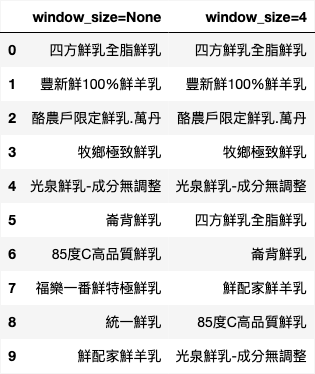 window_size=None window_size=4
0 四方鮮乳全脂鮮乳 四方鮮乳全脂鮮乳
1 豐新鮮100%鮮羊乳 豐新鮮100%鮮羊乳
2 酪農戶限定鮮乳.萬丹 酪農戶限定鮮乳.萬丹
3 牧鄉極致鮮乳 牧鄉極致鮮乳
4 光泉鮮乳-成分無調整 光泉鮮乳-成分無調整
5 崙背鮮乳 四方鮮乳全脂鮮乳
6 85度C高品質鮮乳 崙背鮮乳
7 福樂一番鮮特極鮮乳 鮮配家鮮羊乳
8 統一鮮乳 85度C高品質鮮乳
9 鮮配家鮮羊乳 光泉鮮乳-成分無調整